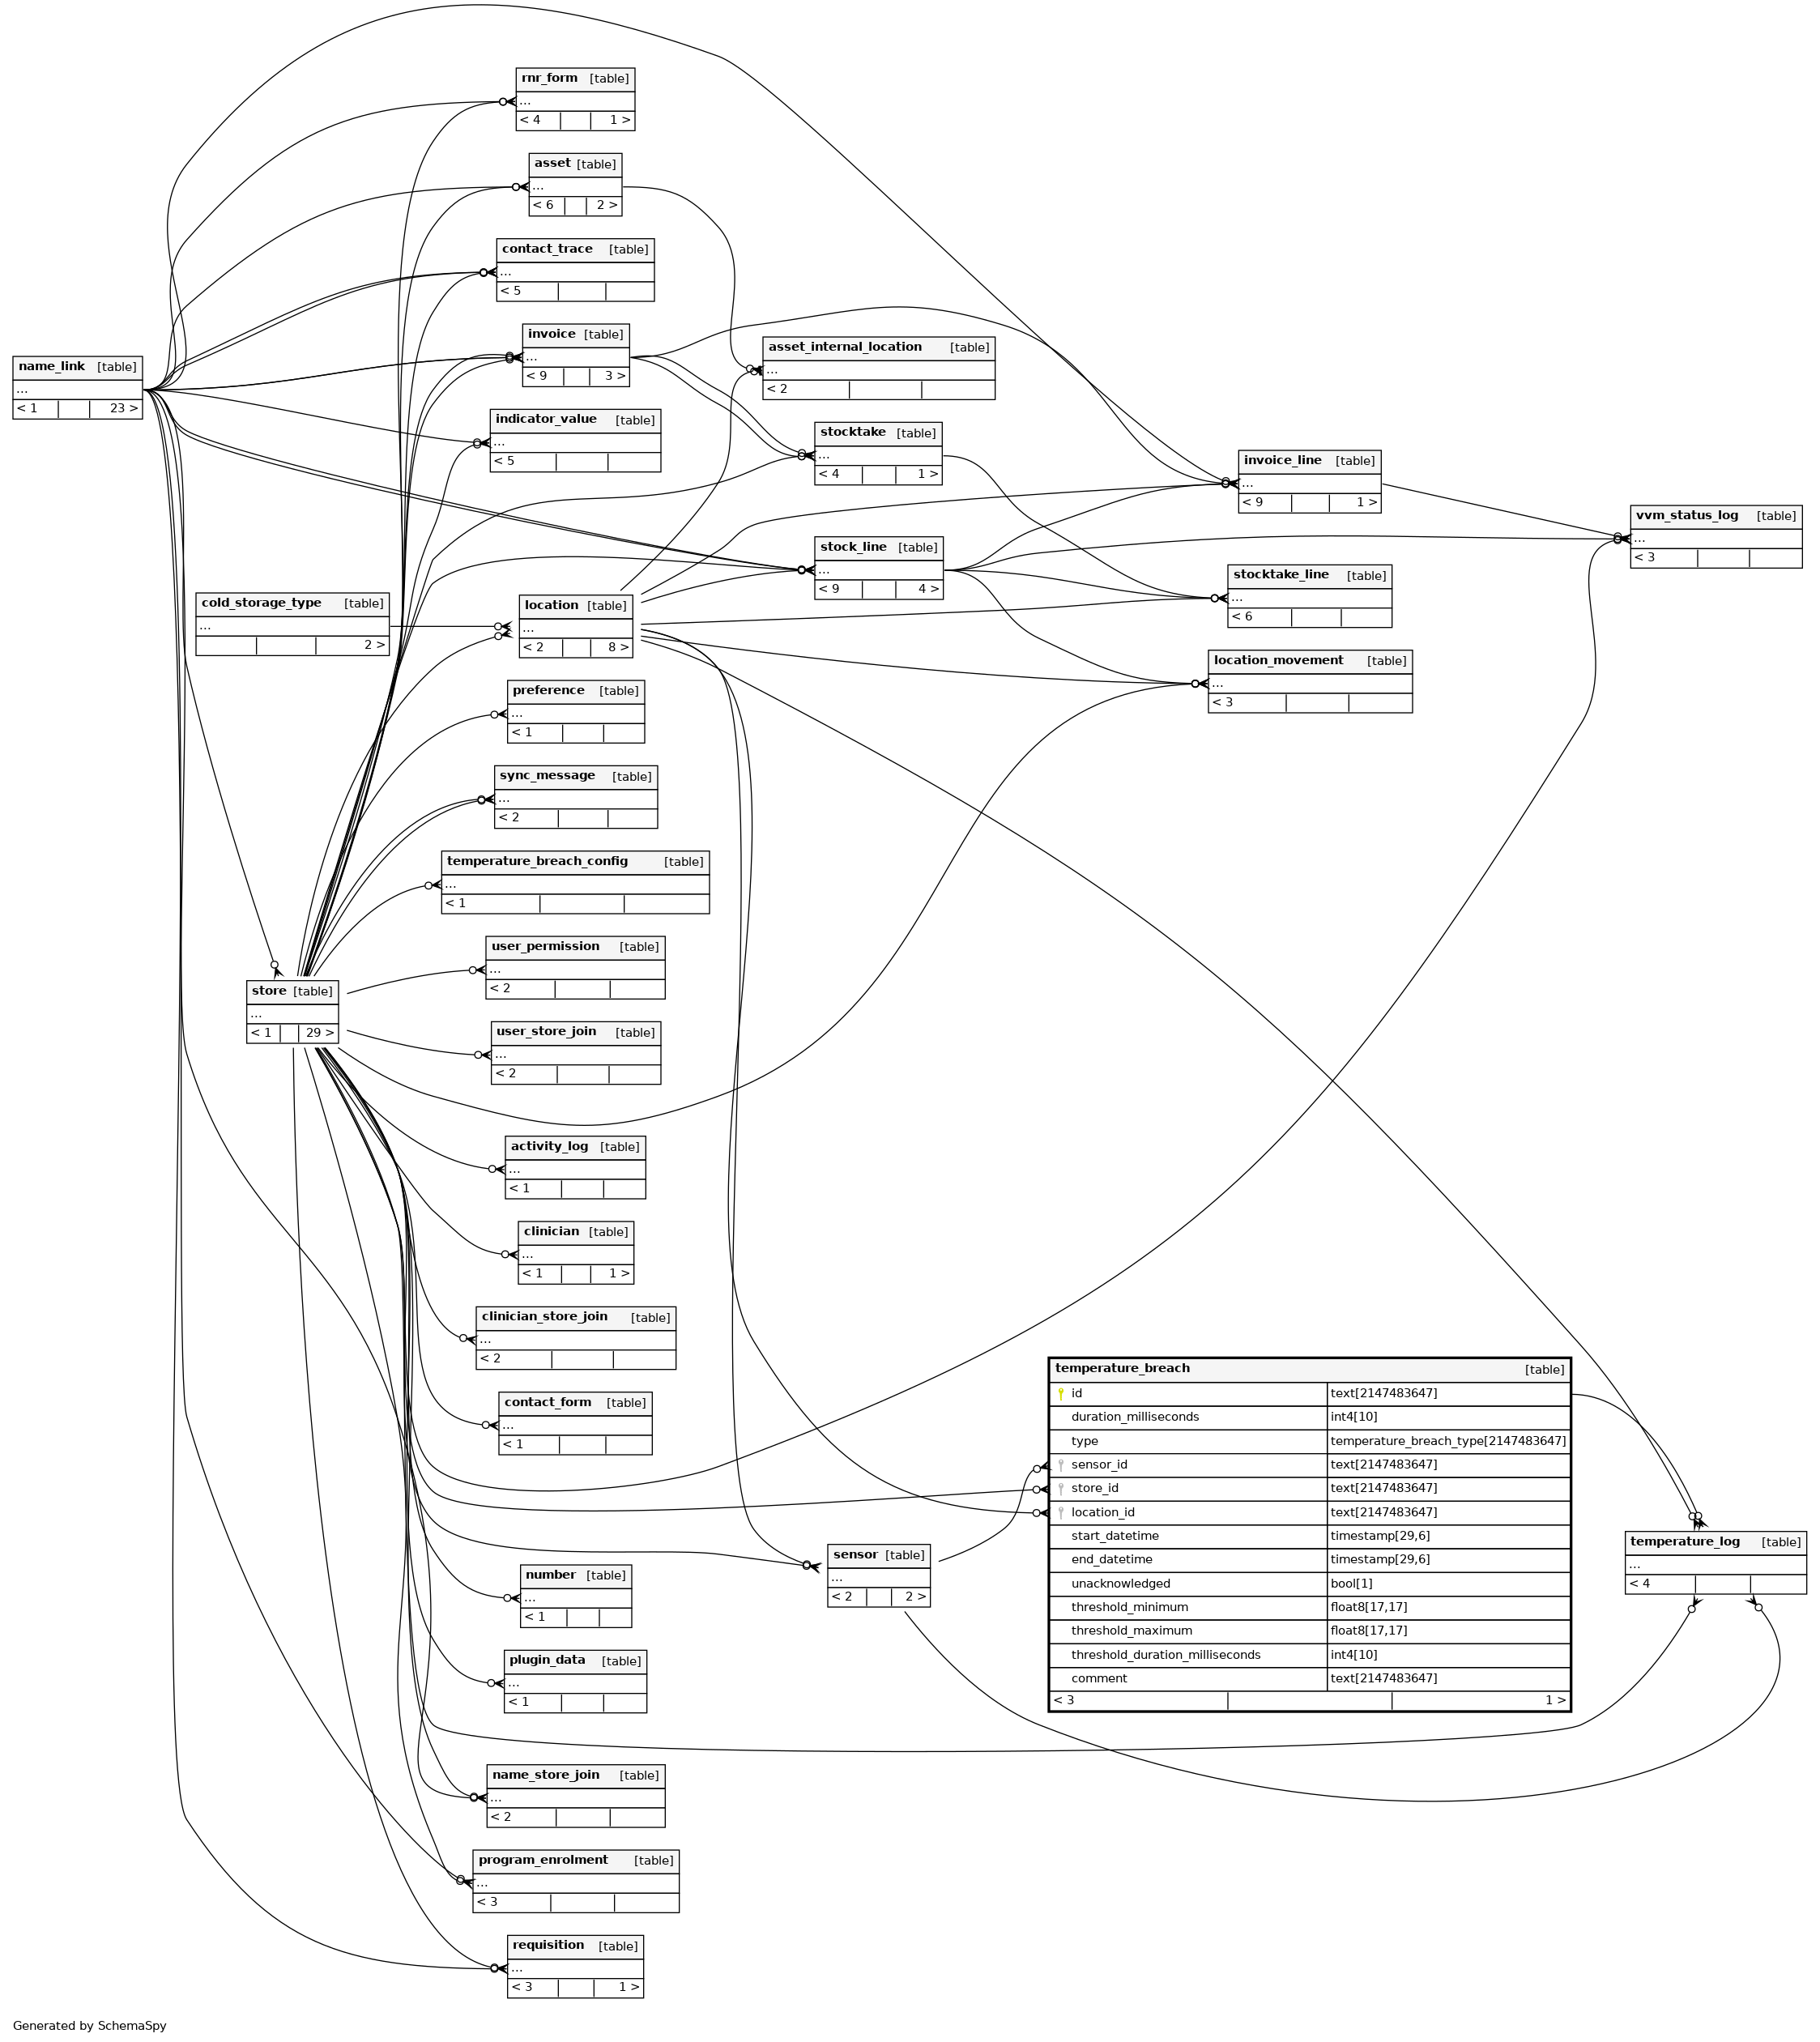 rnr_form [table]
...
< 4 1 >
asset [table]
...
< 6 2 >
contact_trace [table]
...
< 5
invoice [table]
...
< 9 3 >
asset_internal_location [table]
...
< 2
name_link [table]
...
< 1 23 >
indicator_value [table]
...
< 5
stocktake [table]
...
< 4 1 >
invoice_line [table]
...
< 9 1 >
vvm_status_log [table]
...
< 3
stock_line [table]
...
< 9 4 >
stocktake_line [table]
...
< 6
cold_storage_type [table]
...
2 >
location [table]
...
< 2 8 >
location_movement [table]
...
< 3
preference [table]
...
< 1
sync_message [table]
...
< 2
temperature_breach_config [table]
...
< 1
user_permission [table]
...
< 2
store [table]
...
< 1 29 >
user_store_join [table]
...
< 2
activity_log [table]
...
< 1
clinician [table]
...
< 1 1 >
clinician_store_join [table]
...
< 2
contact_form [table]
...
< 1
temperature_breach [table]
id text[2147483647]
duration_milliseconds int4[10]
type temperature_breach_type[2147483647]
sensor_id text[2147483647]
store_id text[2147483647]
location_id text[2147483647]
start_datetime timestamp[29,6]
end_datetime timestamp[29,6]
unacknowledged bool[1]
threshold_minimum float8[17,17]
threshold_maximum float8[17,17]
threshold_duration_milliseconds int4[10]
comment text[2147483647]
< 3 1 >
temperature_log [table]
...
< 4
sensor [table]
...
< 2 2 >
number [table]
...
< 1
plugin_data [table]
...
< 1
name_store_join [table]
...
< 2
program_enrolment [table]
...
< 3
requisition [table]
...
< 3 1 >
Generated by SchemaSpy